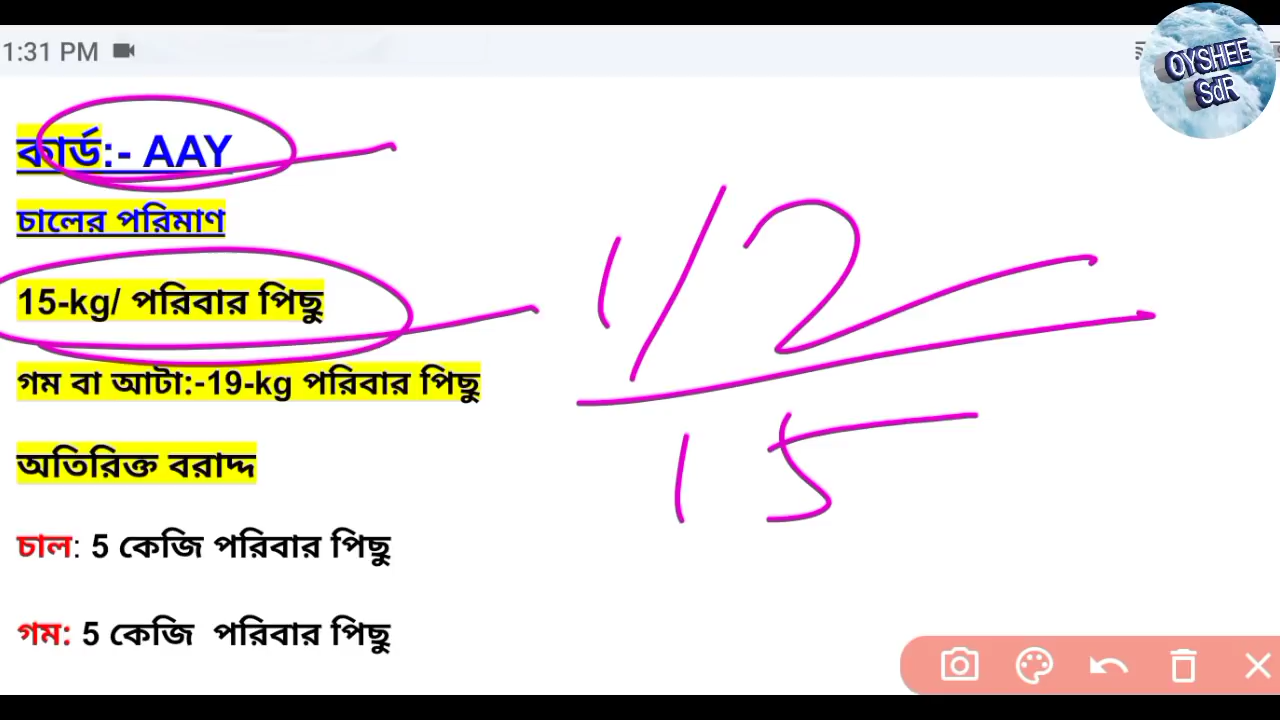 1:31 PM
OYSHEE
SdR
কার্ড:- AAY
চালের পরিমাণ
15-kg/ পরিবার পিছু
গম বা আটা:-19-kg পরিবার পিছু
অতিরিক্ত বরাদ্দ
চাল: 5 কেজি পরিবার পিছু
গম: 5 কেজি পরিবার পিছু
1/2
15